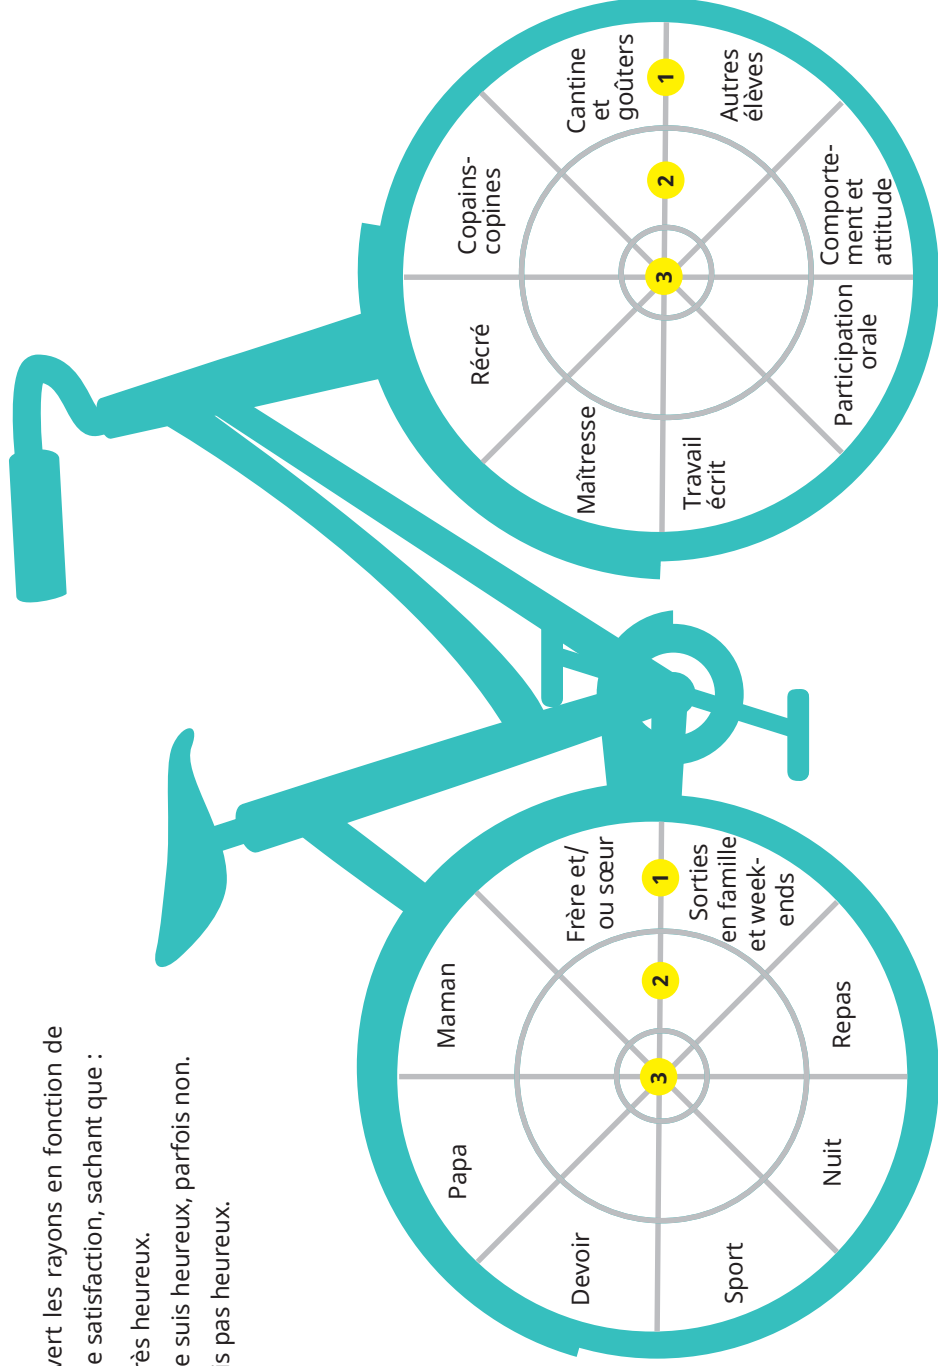 vert les rayons en fonction de
e satisfaction, sachant que :
rès heureux.
e suis heureux, parfois non.
is pas heureux.
Papa
Maman
Devoir
Frère et/
ou sœur
3
2
1
Sport
Sorties
en famille
et week-
ends
Nuit
Repas
Récré
Copains-
copines
Maîtresse
Cantine
et
goûters
3
2
1
Travail
écrit
Autres
élèves
Participation
orale
Comporte-
ment et
attitude